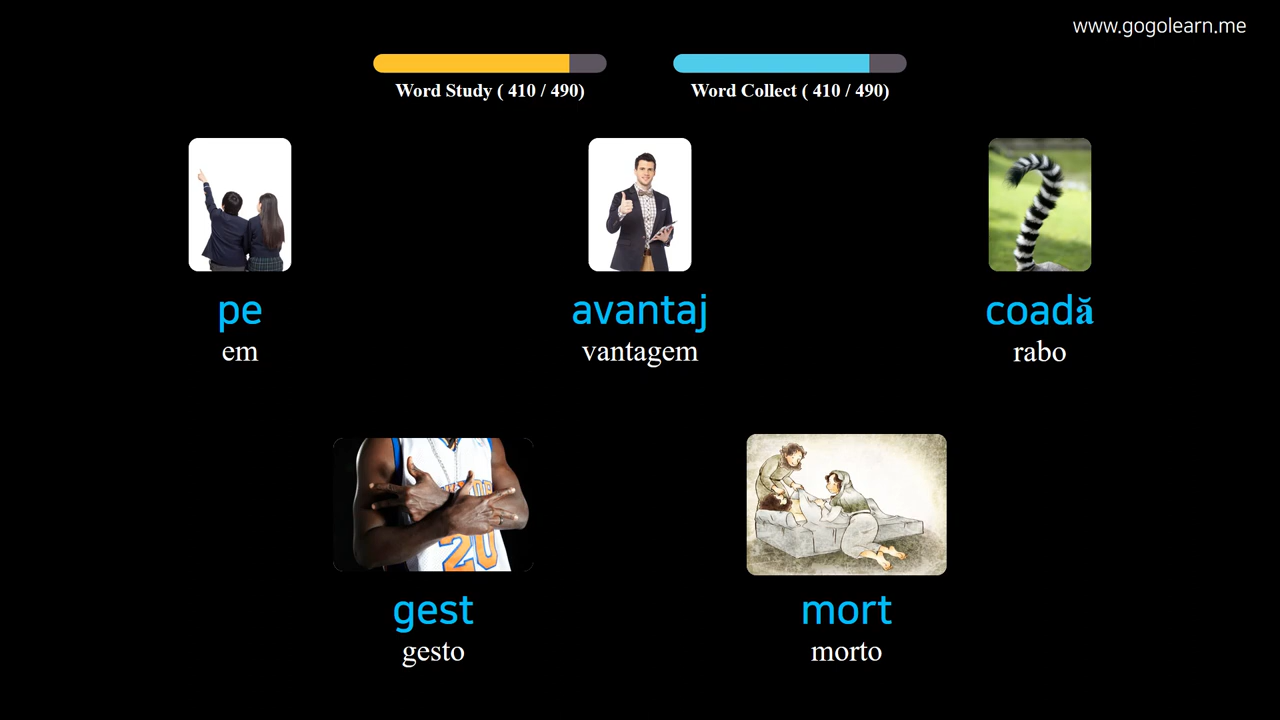 www.gogolearn.me
Word Study ( 410 / 490)
Word Collect ( 410 / 490)
pe
em
avantaj
vantagem
coadă
rabo
20
gest
gesto
mort
morto